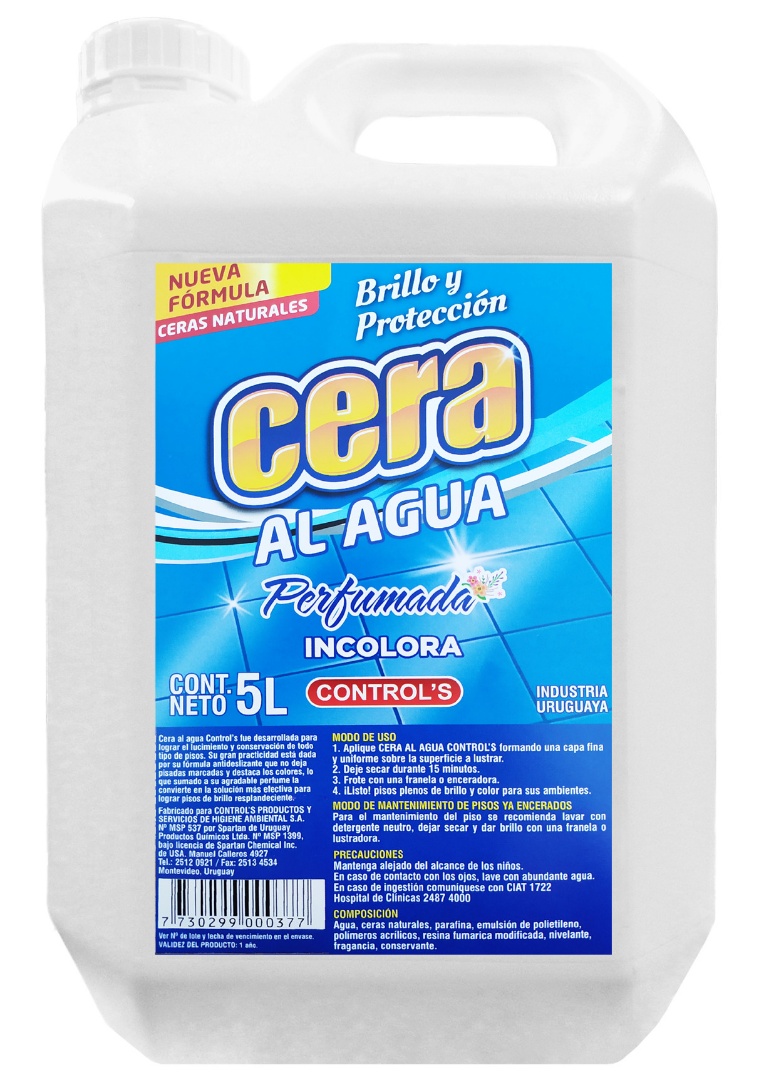 NUEVA
FÓRMULA
CERAS NATURALES
Brillo y
Protección
cera
AL AGUA
Perfumada
INCOLORA
CONT.
NETO 5L
CONTROL'S
INDUSTRIA
URUGUAYA
Cera al agua Control's fue desarrollada para
lograr el lucimiento y conservación de todo
tipo de pisos. Su gran practicidad está dada
por su fórmula antideslizante que no deja
pisadas marcadas y destaca los colores, lo
que sumado a su agradable perfume la
convierte en la solución más efectiva para
lograr pisos de brillo resplandeciente.
Fabricado para CONTROL'S PRODUCTOS Y
SERVICIOS DE HIGIENE AMBIENTAL S.A.
Nº MSP 537 por Spartan de Uruguay
Productos Químicos Ltda. Nº MSP 1399,
bajo licencia de Spartan Chemical Inc.
de USA. Manuel Calleros 4927
Tel.: 2512 0921 / Fax: 2513 4534
Montevideo. Uruguay
7 730299 000377
Ver Nº de lote y fecha de vencimiento en el envase.
VALIDEZ DEL PRODUCTO: 1 año.
MODO DE USO
1. Aplique CERA AL AGUA CONTROL'S formando una capa fina
y uniforme sobre la superficie a lustrar.
2. Deje secar durante 15 minutos.
3. Frote con una franela o enceradora.
4. ¡Listo! pisos plenos de brillo y color para sus ambientes.
MODO DE MANTENIMIENTO DE PISOS YA ENCERADOS
Para el mantenimiento del piso se recomienda lavar con
detergente neutro, dejar secar y dar brillo con una franela o
lustradora.
PRECAUCIONES
Mantenga alejado del alcance de los niños.
En caso de contacto con los ojos, lave con abundante agua.
En caso de ingestión comuníquese con CIAT 1722
Hospital de Clínicas 2487 4000
COMPOSICIÓN
Agua, ceras naturales, parafina, emulsión de polietileno,
polímeros acrílicos, resina fumarica modificada, nivelante,
fragancia, conservante.